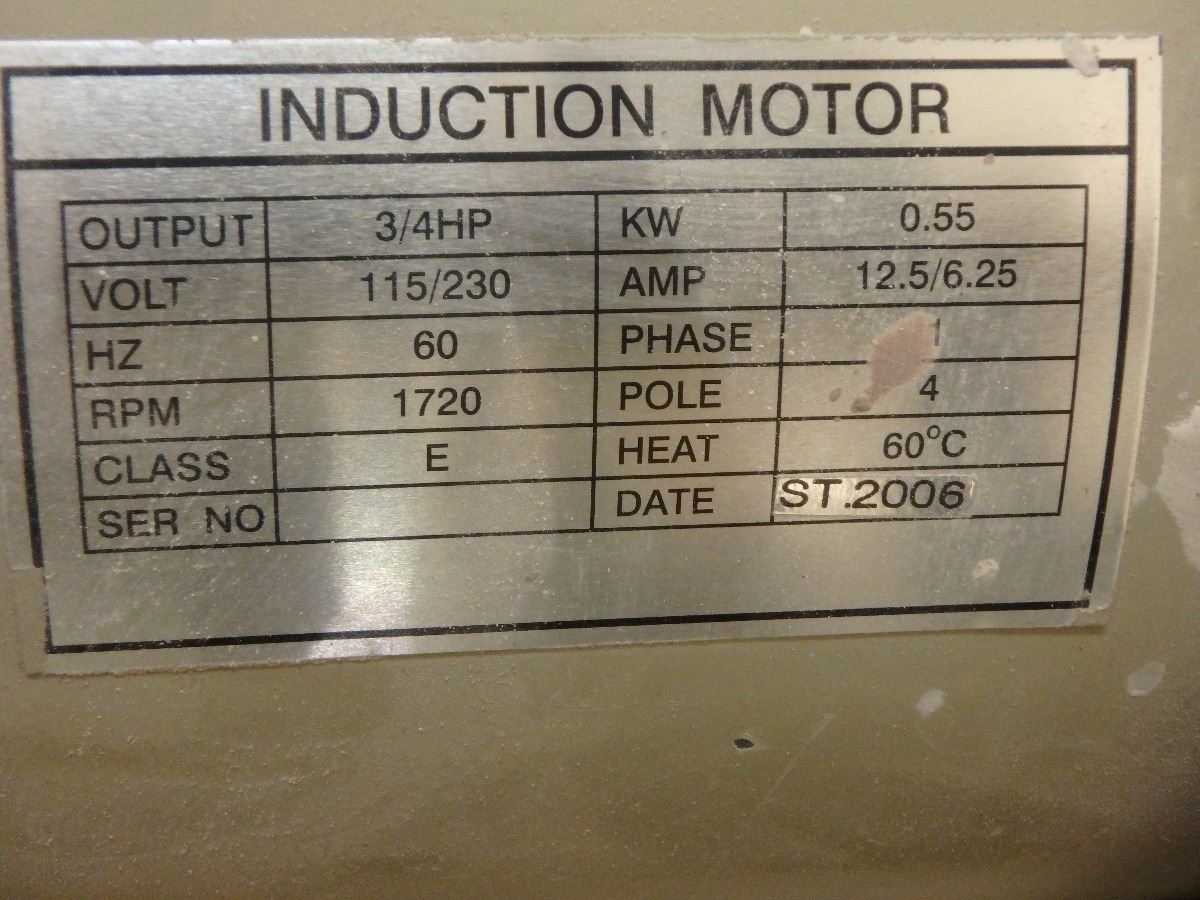 INDUCTION MOTOR
OUTPUT 3/4HP KW 0.55
VOLT 115/230 AMP 12.5/6.25
HZ 60 PHASE 1
RPM 1720 POLE 4
CLASS E HEAT 60°C
SER NO DATE ST.2006